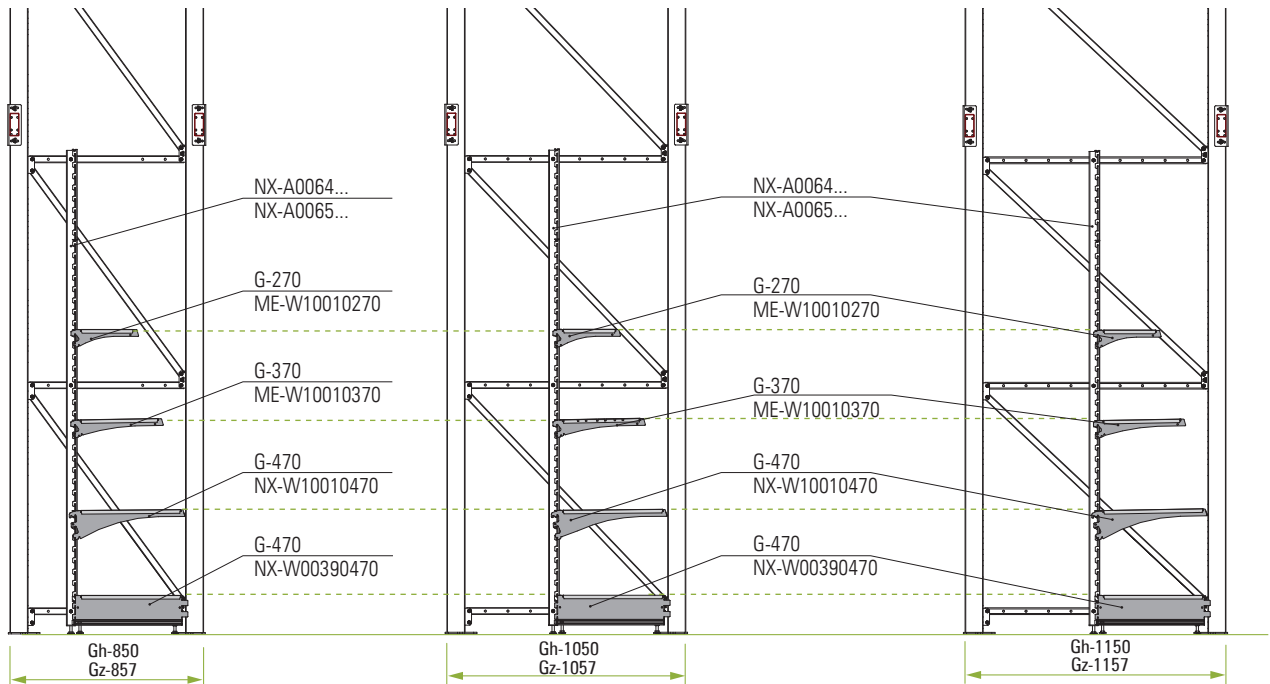 NX-A0064...
NX-A0065...
G-270
ME-W10010270
G-370
ME-W10010370
G-470
NX-W10010470
G-470
NX-W00390470
NX-A0064...
NX-A0065...
G-270
ME-W10010270
G-370
ME-W10010370
G-470
NX-W10010470
G-470
NX-W00390470
Gh-850
Gz-857
Gh-1050
Gz-1057
Gh-1150
Gz-1157